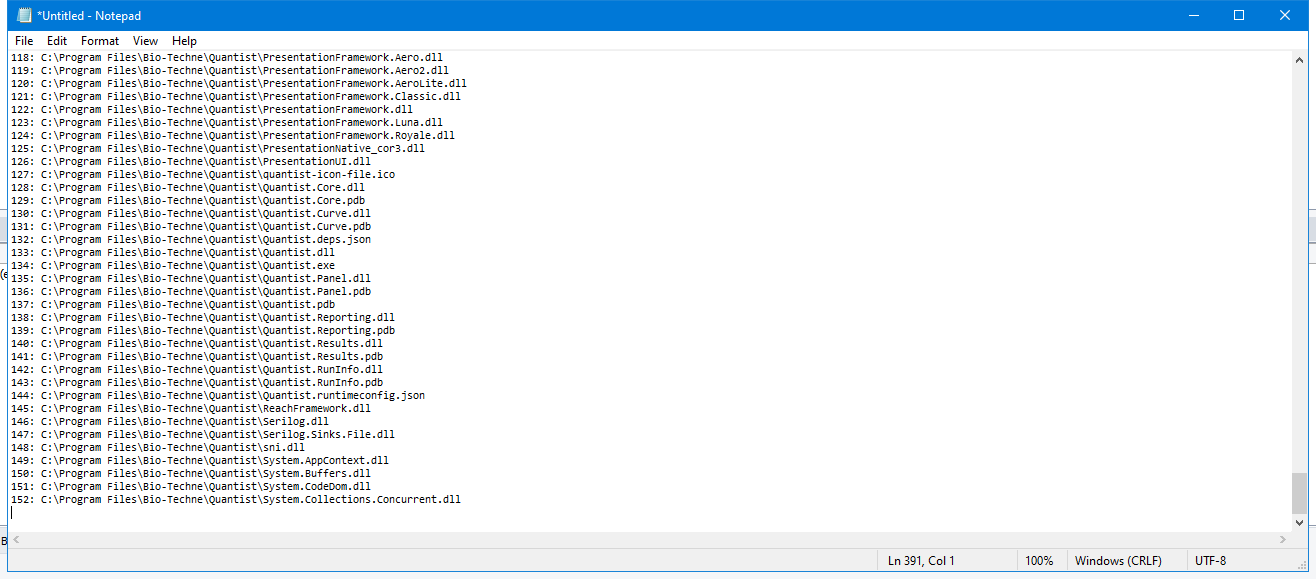 *Untitled - Notepad
File Edit Format View Help
118: C:\Program Files\Bio-Techne\Quantist\PresentationFramework.Aero.dll
119: C:\Program Files\Bio-Techne\Quantist\PresentationFramework.Aero2.dll
120: C:\Program Files\Bio-Techne\Quantist\PresentationFramework.AeroLite.dll
121: C:\Program Files\Bio-Techne\Quantist\PresentationFramework.Classic.dll
122: C:\Program Files\Bio-Techne\Quantist\PresentationFramework.dll
123: C:\Program Files\Bio-Techne\Quantist\PresentationFramework.Luna.dll
124: C:\Program Files\Bio-Techne\Quantist\PresentationFramework.Royale.dll
125: C:\Program Files\Bio-Techne\Quantist\PresentationNative_cor3.dll
126: C:\Program Files\Bio-Techne\Quantist\PresentationUI.dll
127: C:\Program Files\Bio-Techne\Quantist\quantist-icon-file.ico
128: C:\Program Files\Bio-Techne\Quantist\Quantist.Core.dll
129: C:\Program Files\Bio-Techne\Quantist\Quantist.Core.pdb
130: C:\Program Files\Bio-Techne\Quantist\Quantist.Curve.dll
131: C:\Program Files\Bio-Techne\Quantist\Quantist.Curve.pdb
132: C:\Program Files\Bio-Techne\Quantist\Quantist.deps.json
133: C:\Program Files\Bio-Techne\Quantist\Quantist.dll
134: C:\Program Files\Bio-Techne\Quantist\Quantist.exe
135: C:\Program Files\Bio-Techne\Quantist\Quantist.Panel.dll
136: C:\Program Files\Bio-Techne\Quantist\Quantist.Panel.pdb
137: C:\Program Files\Bio-Techne\Quantist\Quantist.pdb
138: C:\Program Files\Bio-Techne\Quantist\Quantist.Reporting.dll
139: C:\Program Files\Bio-Techne\Quantist\Quantist.Reporting.pdb
140: C:\Program Files\Bio-Techne\Quantist\Quantist.Results.dll
141: C:\Program Files\Bio-Techne\Quantist\Quantist.Results.pdb
142: C:\Program Files\Bio-Techne\Quantist\Quantist.RunInfo.dll
143: C:\Program Files\Bio-Techne\Quantist\Quantist.RunInfo.pdb
144: C:\Program Files\Bio-Techne\Quantist\Quantist.runtimeconfig.json
145: C:\Program Files\Bio-Techne\Quantist\ReachFramework.dll
146: C:\Program Files\Bio-Techne\Quantist\Serilog.dll
147: C:\Program Files\Bio-Techne\Quantist\Serilog.Sinks.File.dll
148: C:\Program Files\Bio-Techne\Quantist\sni.dll
149: C:\Program Files\Bio-Techne\Quantist\System.AppContext.dll
150: C:\Program Files\Bio-Techne\Quantist\System.Buffers.dll
151: C:\Program Files\Bio-Techne\Quantist\System.CodeDom.dll
152: C:\Program Files\Bio-Techne\Quantist\System.Collections.Concurrent.dll
Ln 391, Col 1 100% Windows (CRLF) UTF-8